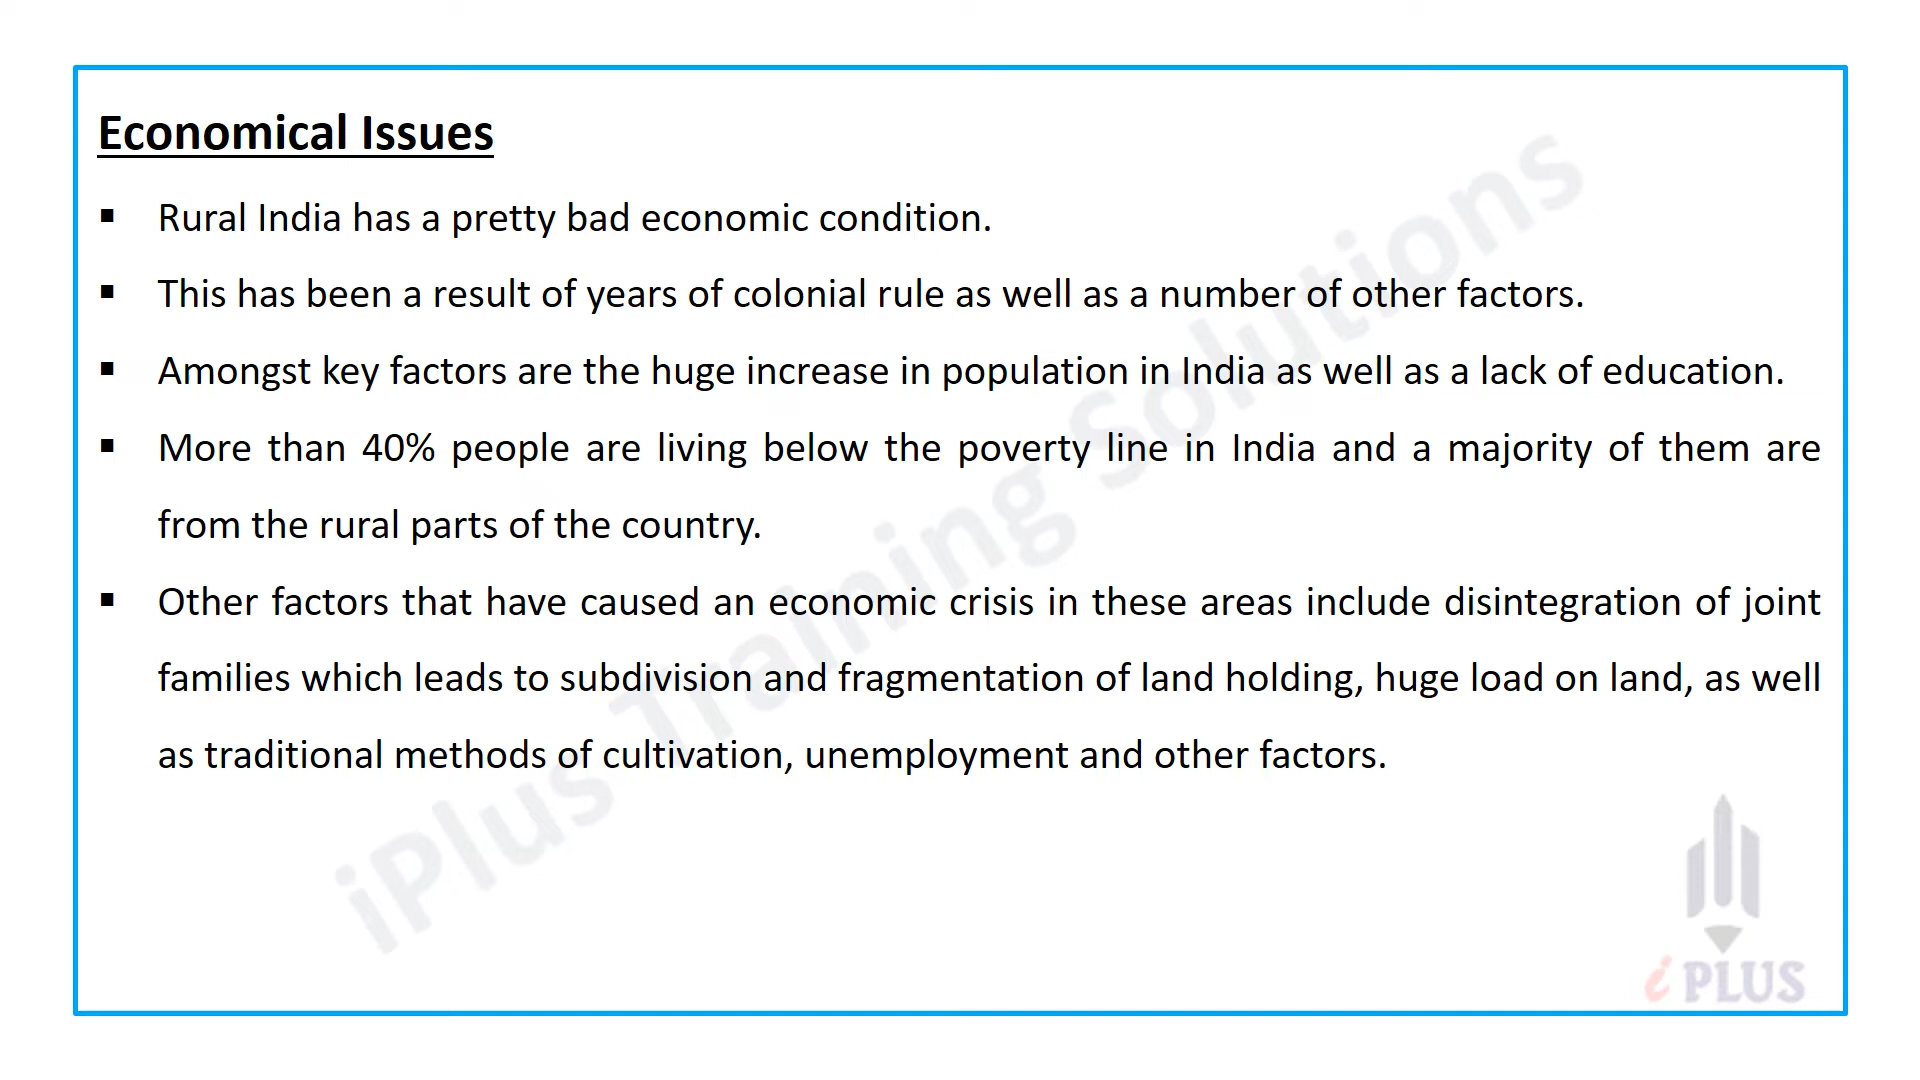 Economical Issues
▪ Rural India has a pretty bad economic condition.
▪ This has been a result of years of colonial rule as well as a number of other factors.
▪ Amongst key factors are the huge increase in population in India as well as a lack of education.
▪ More than 40% people are living below the poverty line in India and a majority of them are
from the rural parts of the country.
▪ Other factors that have caused an economic crisis in these areas include disintegration of joint
families which leads to subdivision and fragmentation of land holding, huge load on land, as well
as traditional methods of cultivation, unemployment and other factors.
iPlus Training Solutions
i PLUS